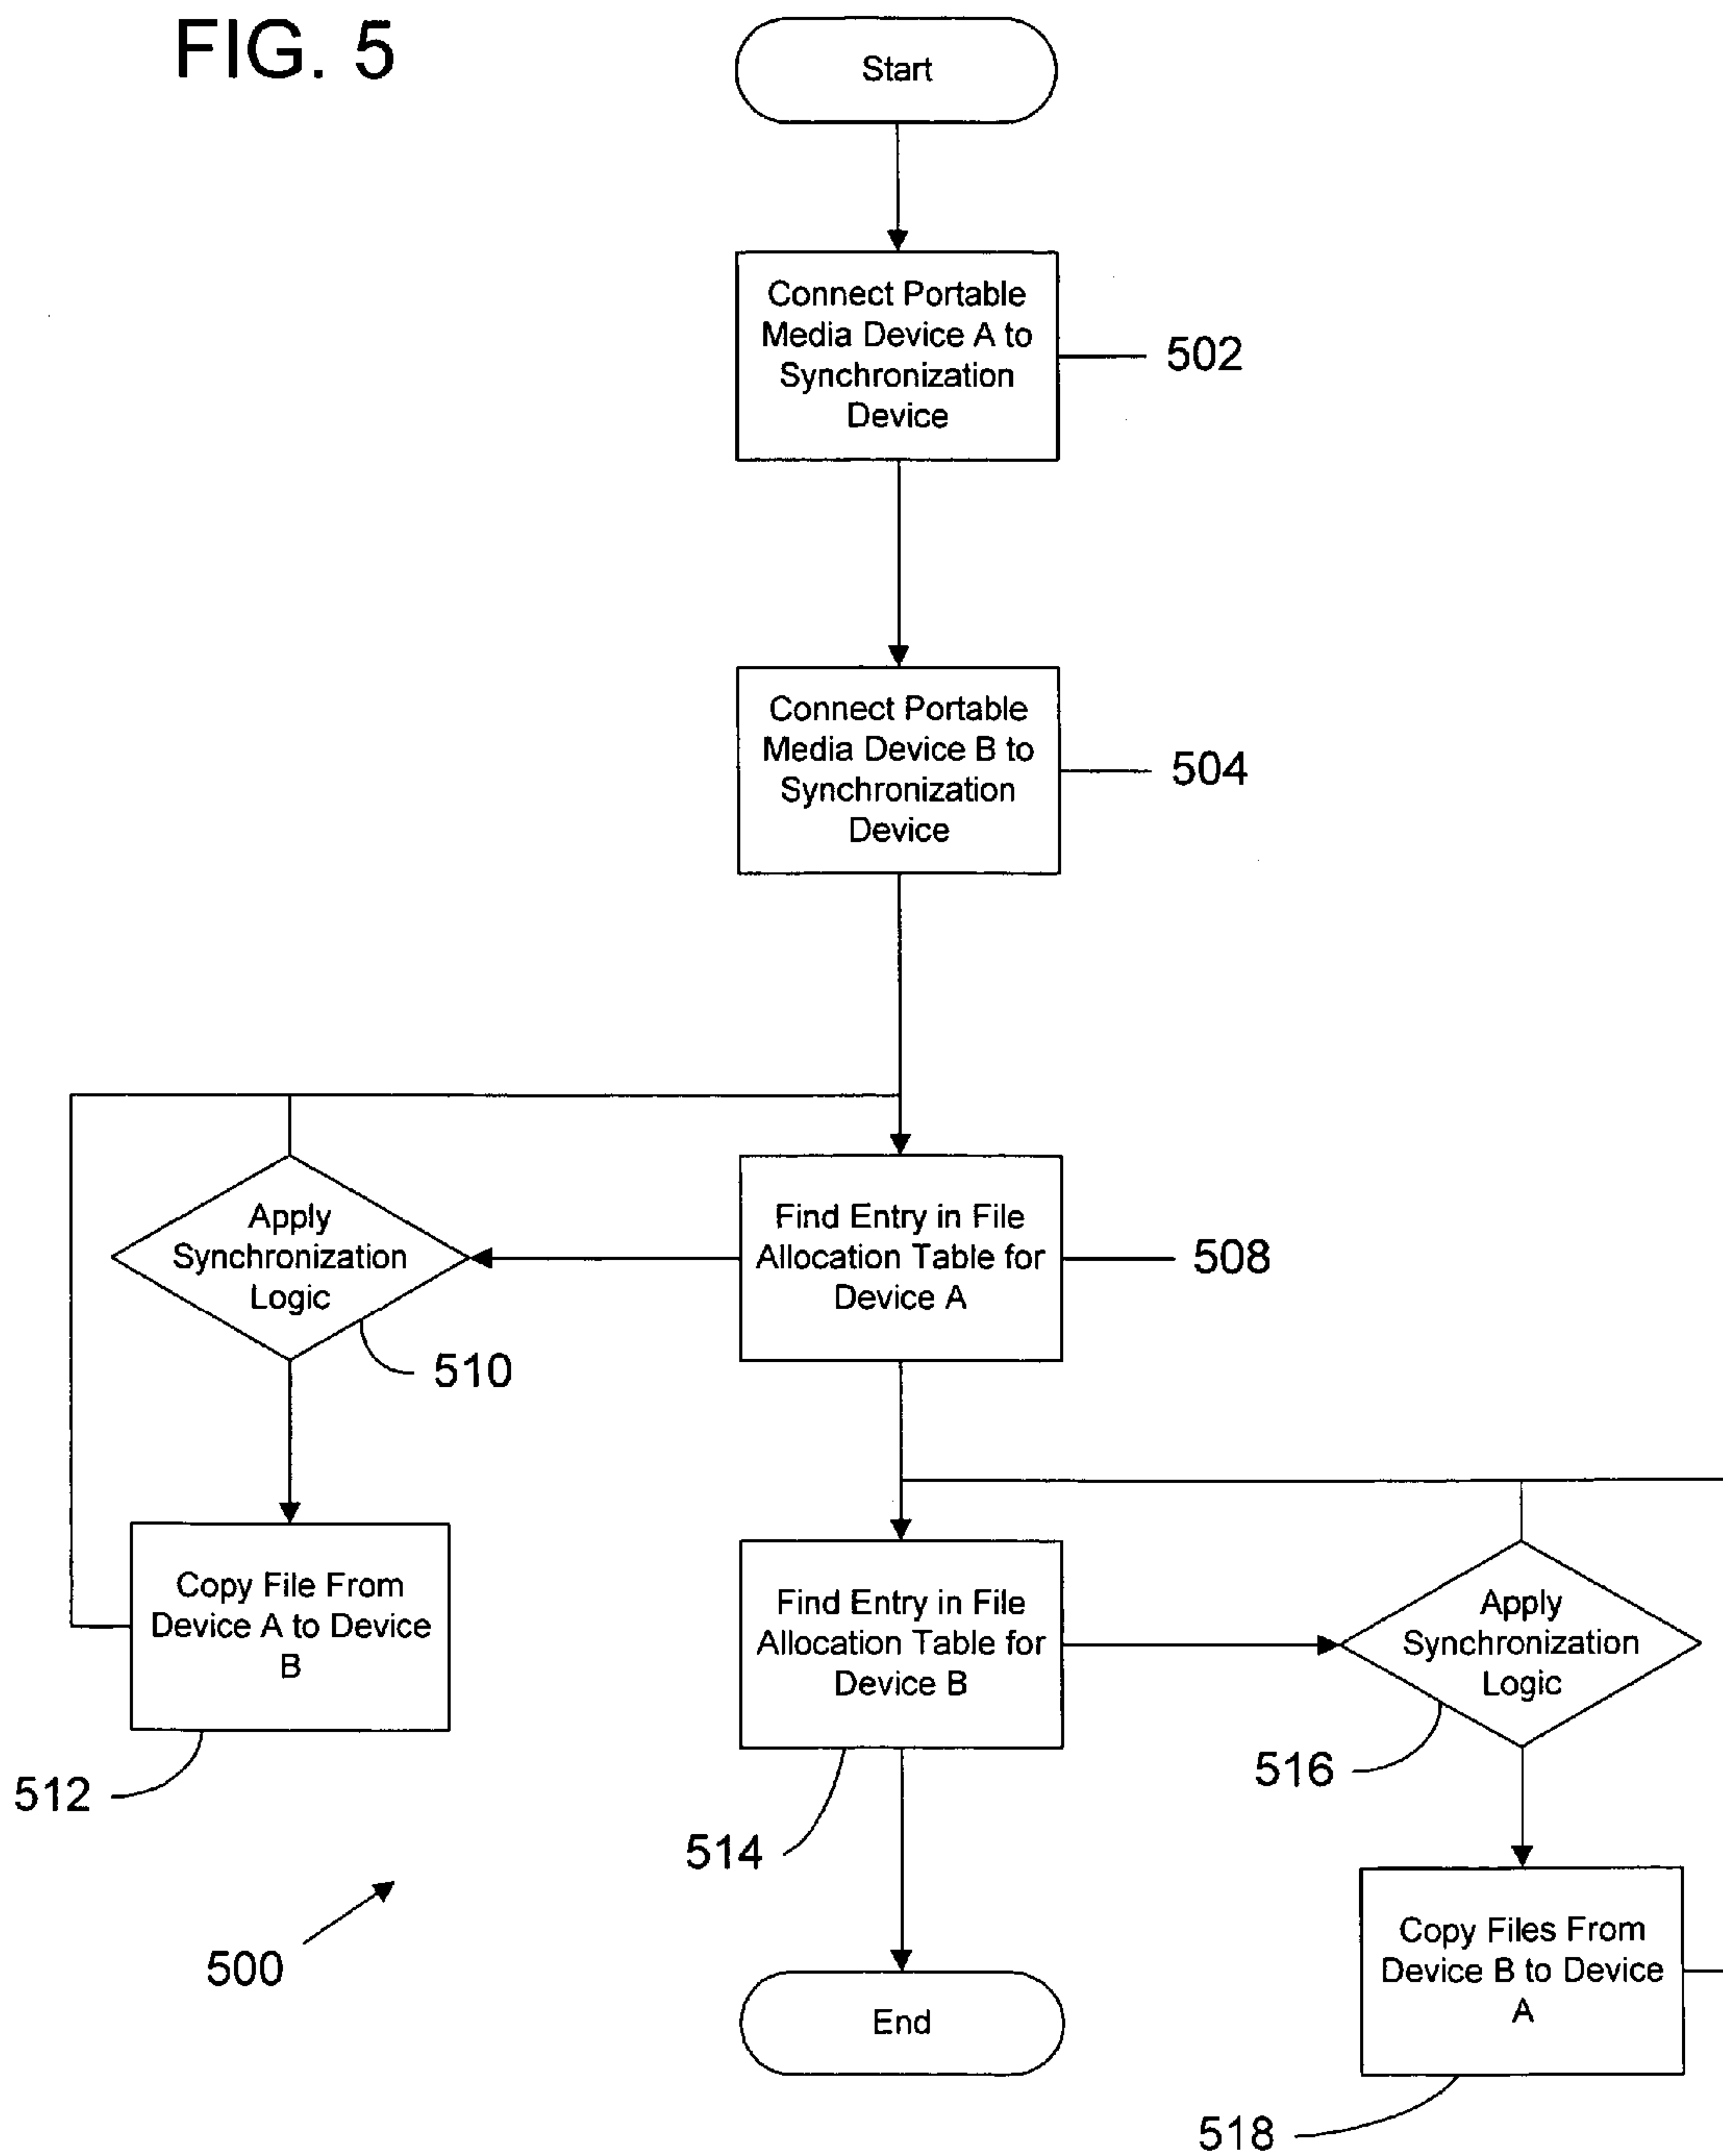 FIG. 5
Start
Connect Portable
Media Device A to
Synchronization
Device
502
Connect Portable
Media Device B to
Synchronization
Device
504
Apply
Synchronization
Logic
510
Find Entry in File
Allocation Table for
Device A
508
Copy File From
Device A to Device
B
512
Find Entry in File
Allocation Table for
Device B
514
Apply
Synchronization
Logic
516
500
End
Copy Files From
Device B to Device
A
518